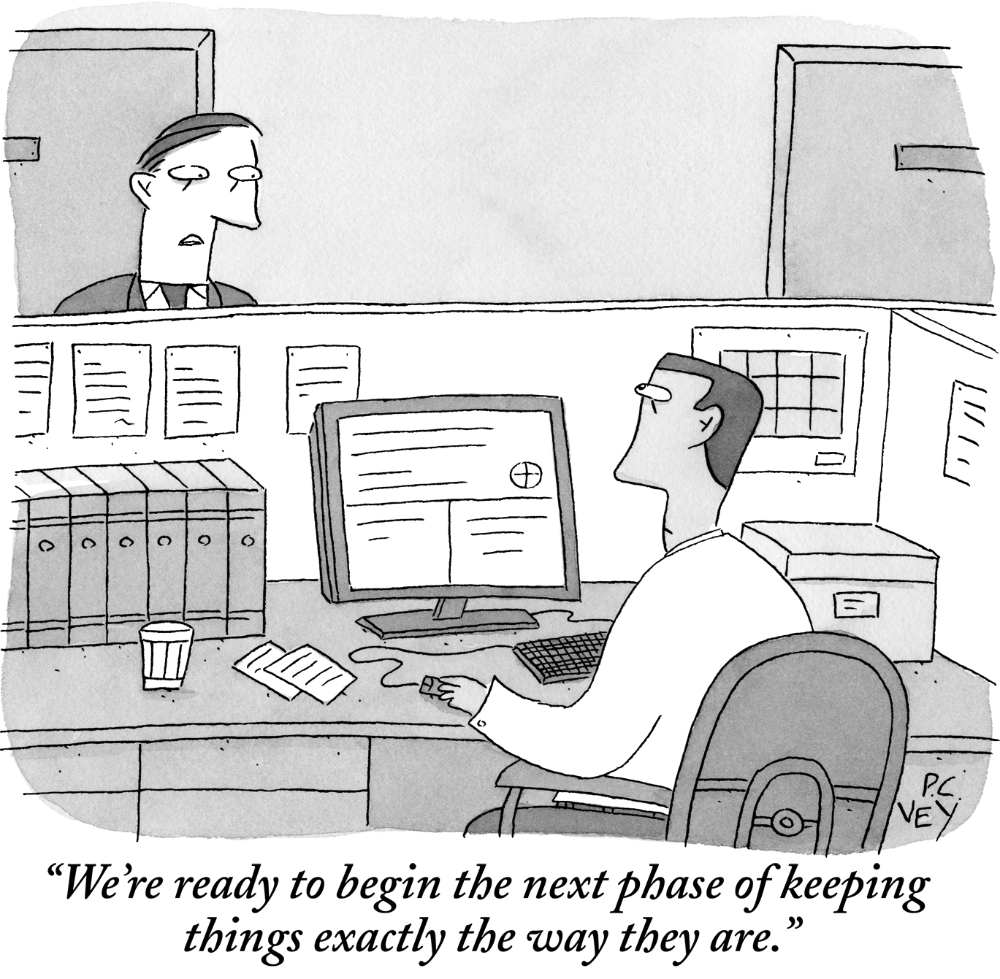 P.C.
VEY
“We’re ready to begin the next phase of keeping
things exactly the way they are.”